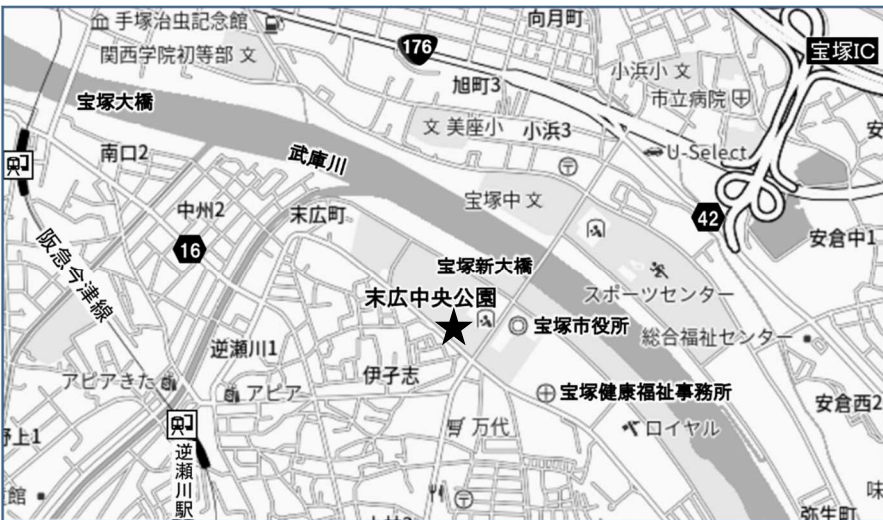 手塚治虫記念館
向月町
関西学院初等部
176
宝塚IC
小浜小
旭町3
市立病院
宝塚大橋
美座小
小浜3
安
南口2
武庫川
U-Select
宝塚中
中州2
末広町
42
16
安倉中1
阪急今津線
宝塚新大橋
スポーツセンター
末広中央公園
宝塚市役所
総合福祉センター
逆瀬川1
伊子志
アピアきた
アピア
宝塚健康福祉事務所
安倉西2
野上1
万代
ロイヤル
逆瀬川駅
館
味
弥生町